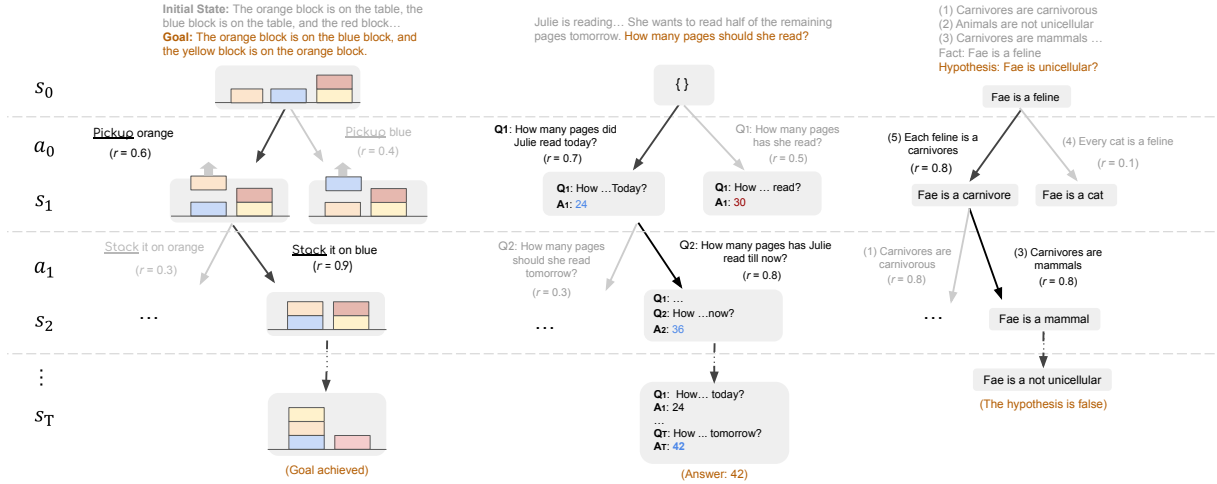 Initial State: The orange block is on the table, the
blue block is on the table, and the red block…
Goal: The orange block is on the blue block, and
the yellow block is on the orange block.
Julie is reading… She wants to read half of the remaining
pages tomorrow. How many pages should she read?
(1) Carnivores are carnivorous
(2) Animals are not unicellular
(3) Carnivores are mammals …
Fact: Fae is a feline
Hypothesis: Fae is unicellular?
s0
{ }
Fae is a feline
a0
Pickup orange
(r = 0.6)
Pickup blue
(r = 0.4)
Q1: How many pages did
Julie read today?
(r = 0.7)
Q1: How many pages
has she read?
(r = 0.5)
(5) Each feline is a
carnivores
(r = 0.8)
(4) Every cat is a feline
(r = 0.1)
s1
Q1: How …Today?
A1: 24
Q1: How … read?
A1: 30
Fae is a carnivore
Fae is a cat
a1
Stack it on orange
(r = 0.3)
Stack it on blue
(r = 0.9)
Q2: How many pages
should she read
tomorrow?
(r = 0.3)
Q2: How many pages has Julie
read till now?
(r = 0.8)
(1) Carnivores are
carnivorous
(r = 0.8)
(3) Carnivores are
mammals
(r = 0.8)
s2
…
…
Q1: …
Q2: How …now?
A2: 36
…
Fae is a mammal
⋮
Fae is a not unicellular
(The hypothesis is false)
sT
Q1: How… today?
A1: 24
…
QT: How ... tomorrow?
AT: 42
(Goal achieved)
(Answer: 42)